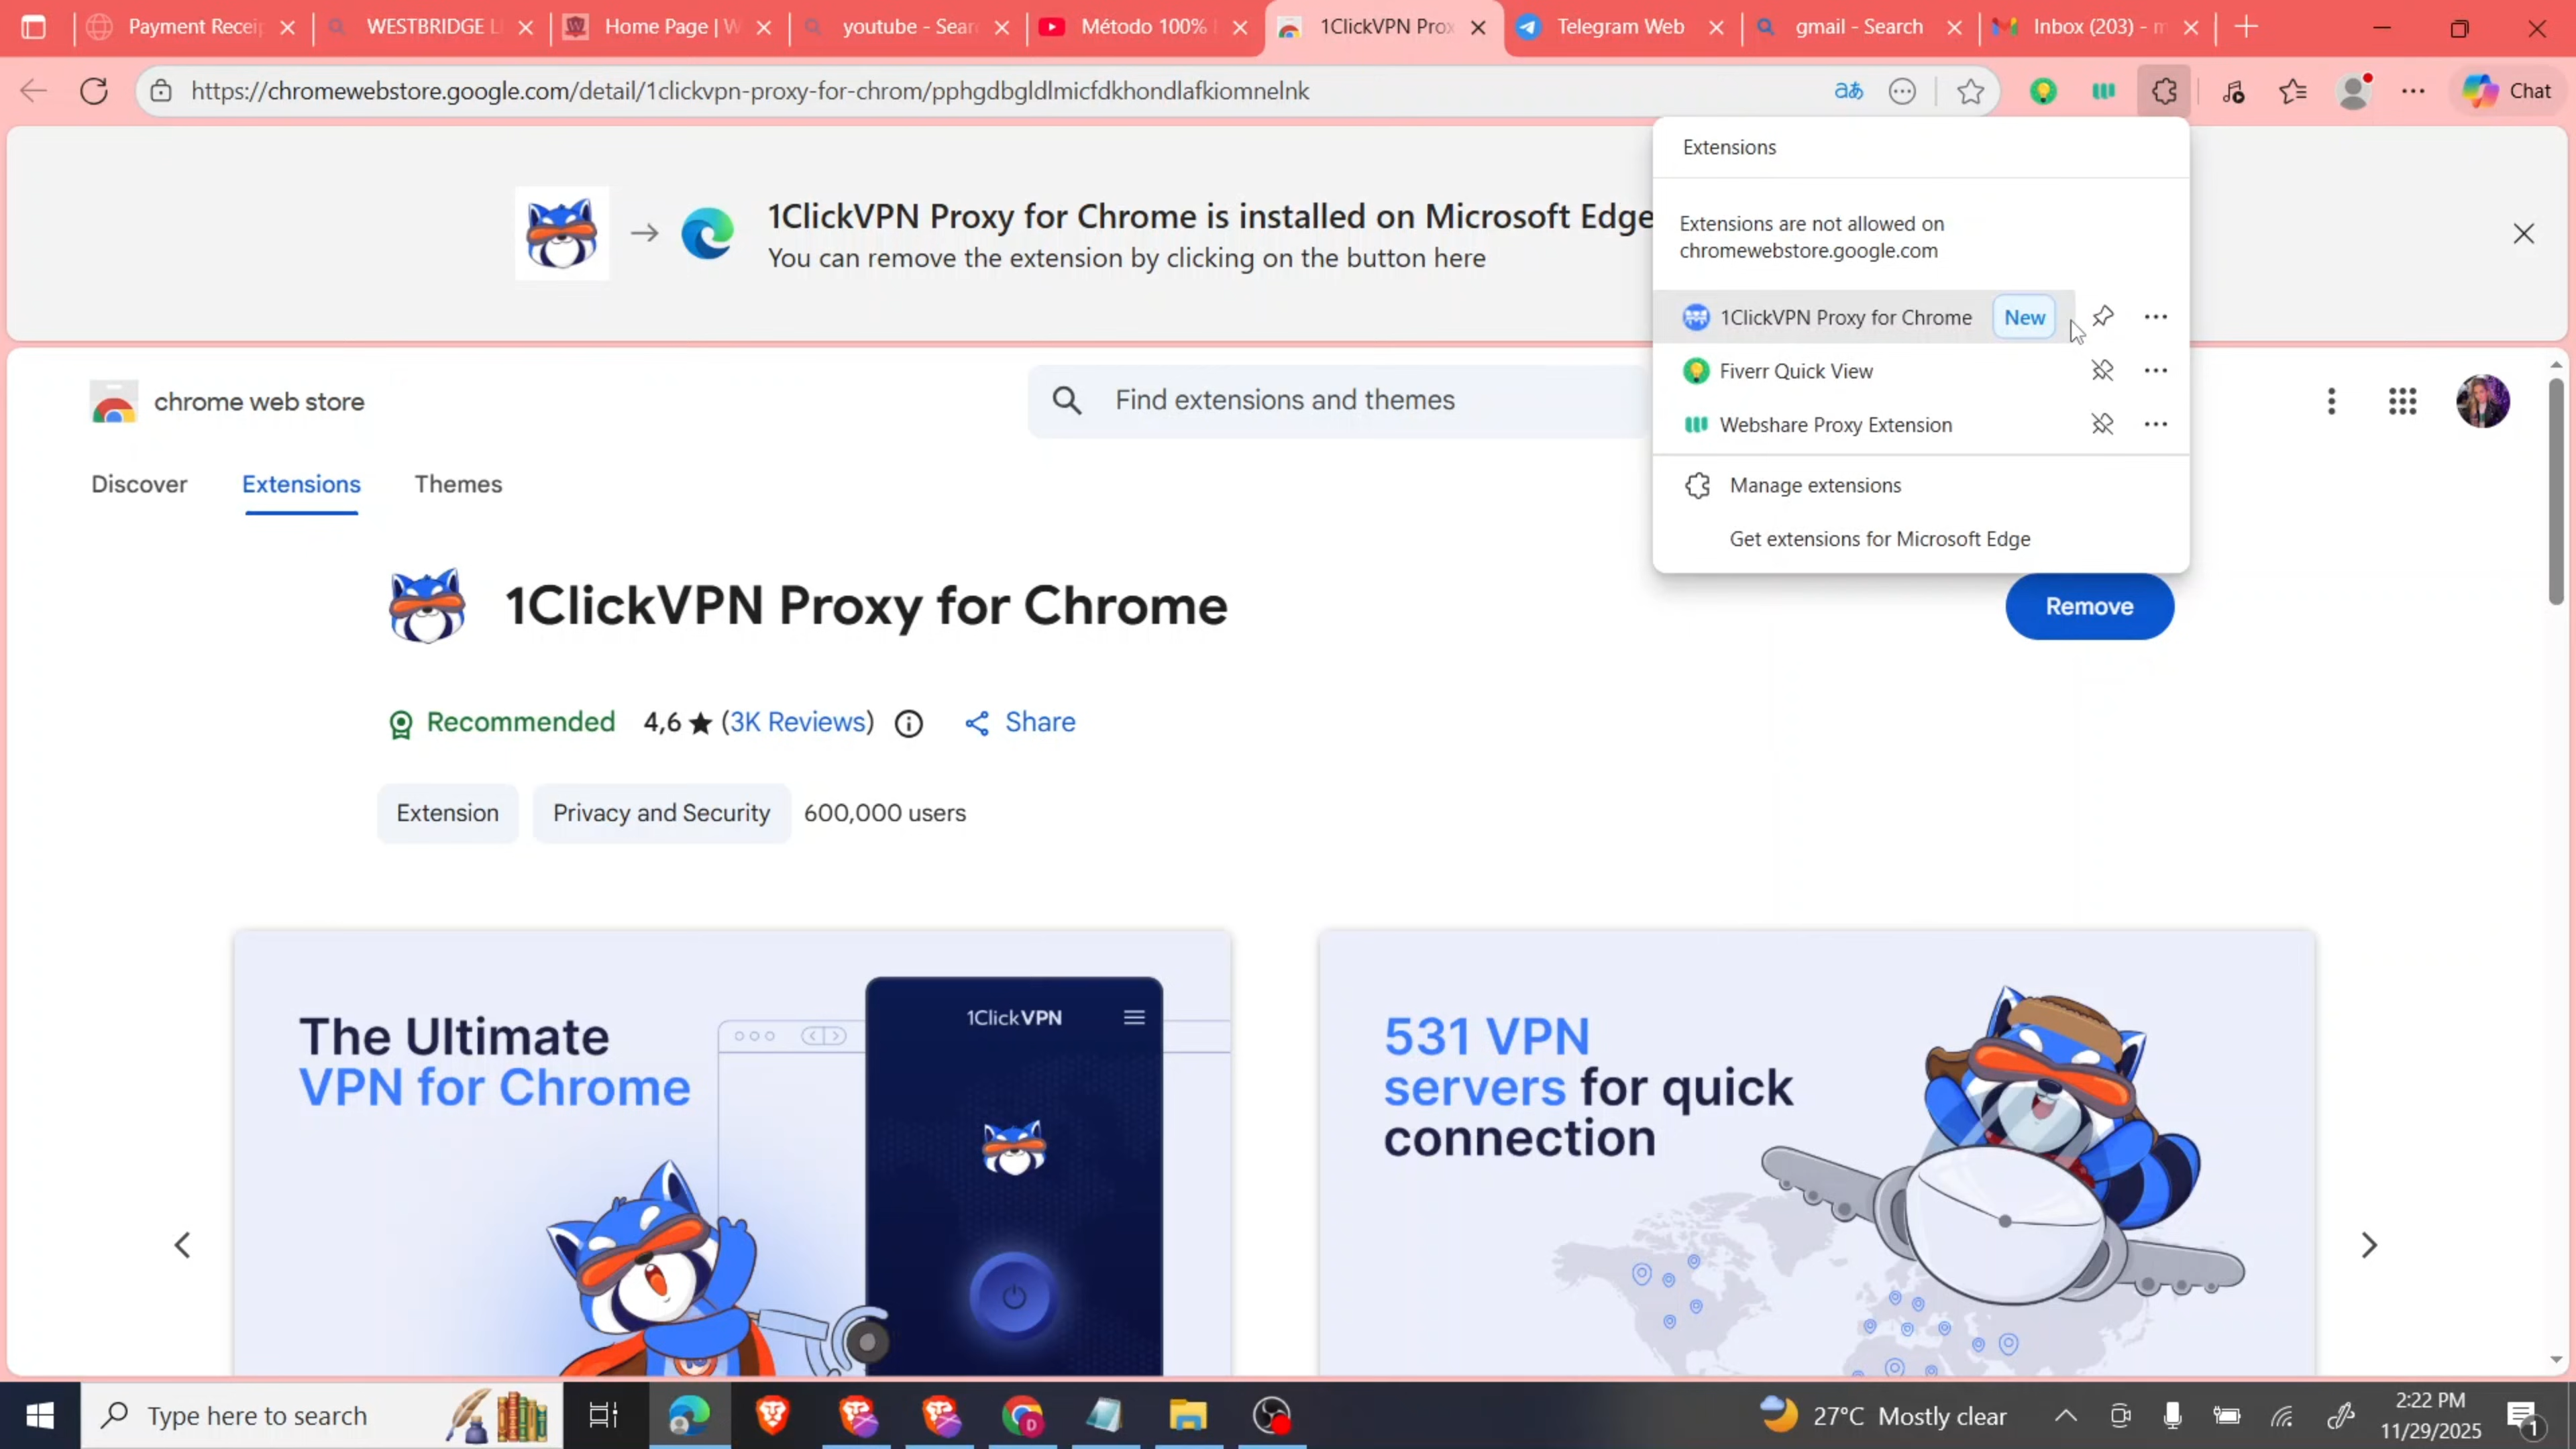 Payment Receip
WESTBRIDGE L
Home Page | W
youtube - Sear
Método 100%
1ClickVPN Prox
Telegram Web
gmail - Search
Inbox (203) - m
https://chromewebstore.google.com/detail/1clickvpn-proxy-for-chrom/pphgdbgldlmicfdkhondlafkiomnelnk
aあ
Chat
Extensions
Extensions are not allowed on
chromewebstore.google.com
1ClickVPN Proxy for Chrome
New
Fiverr Quick View
Webshare Proxy Extension
Manage extensions
Get extensions for Microsoft Edge
1ClickVPN Proxy for Chrome is installed on Microsoft Edge
You can remove the extension by clicking on the button here
chrome web store
Find extensions and themes
Discover
Extensions
Themes
1ClickVPN Proxy for Chrome
Remove
Recommended
4,6 ★ (3K Reviews)
Share
Extension
Privacy and Security
600,000 users
The Ultimate
VPN for Chrome
1ClickVPN
531 VPN
servers for quick
connection
Type here to search
D
27°C Mostly clear
2:22 PM
11/29/2025
1